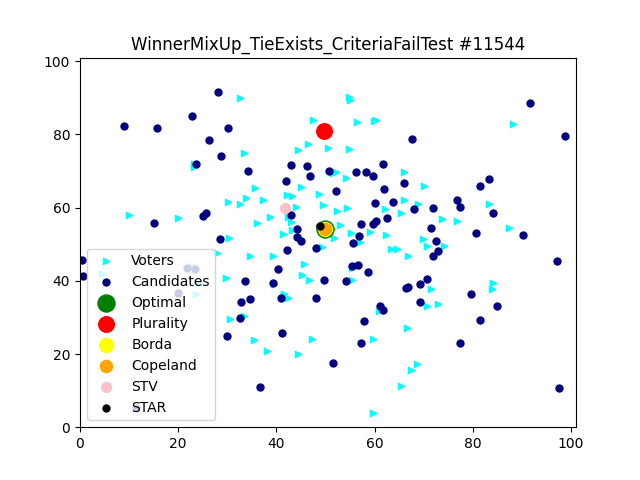 WinnerMixUp_TieExists_CriteriaFailTest #11544
100
80
60
40
20
0
Voters
Candidates
Optimal
Plurality
Borda
Copeland
STV
STAR
0 20 40 60 80 100